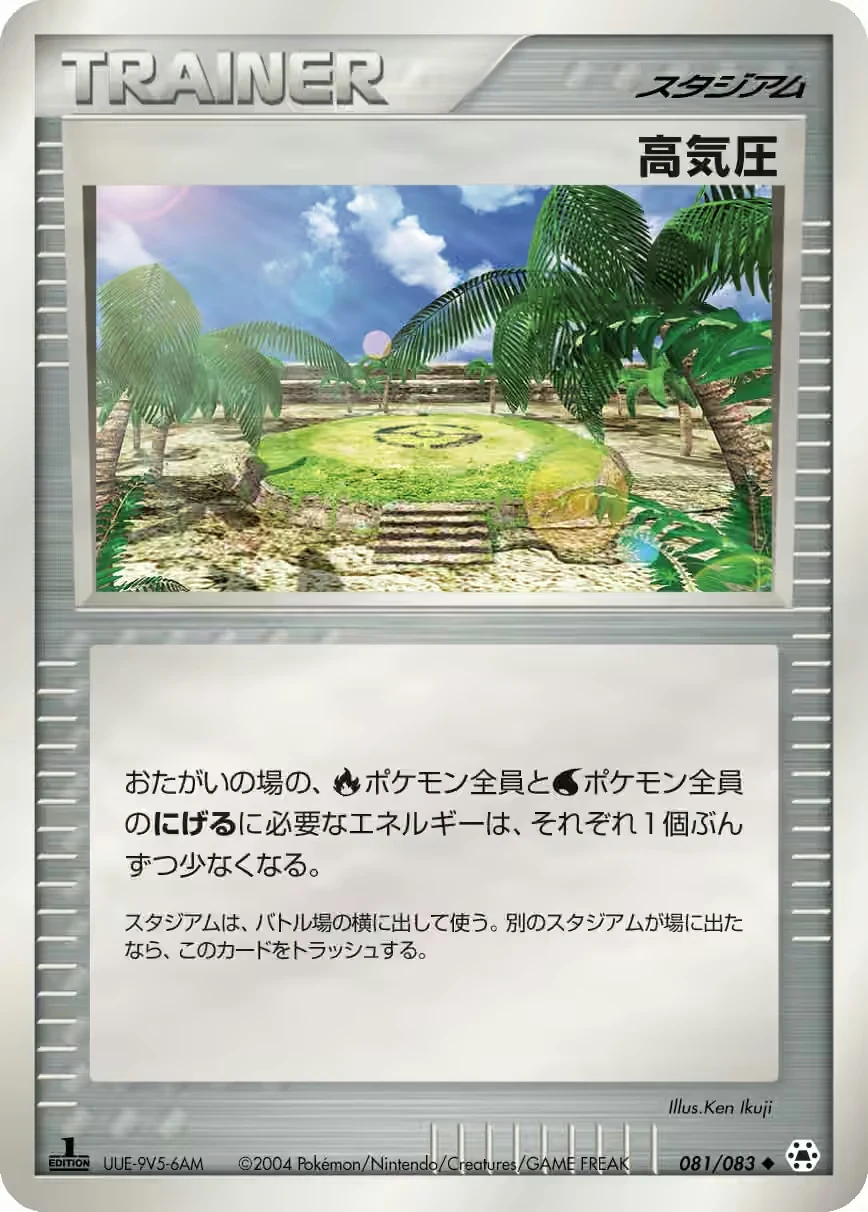 TRAINER
スタジアム
高気圧
おたがいの場の、ポケモン全員とポケモン全員
のにげるに必要なエネルギーは、それぞれ1個ぶん
ずつ少なくなる。
スタジアムは、バトル場の横に出して使う。別のスタジアムが場に出た
なら、このカードをトラッシュする。
Illus.Ken Ikuji
1
EDITION
UUE-9V5-6AM
©2004 Pokémon/Nintendo/Creatures/GAME FREAK
081/083 ◆